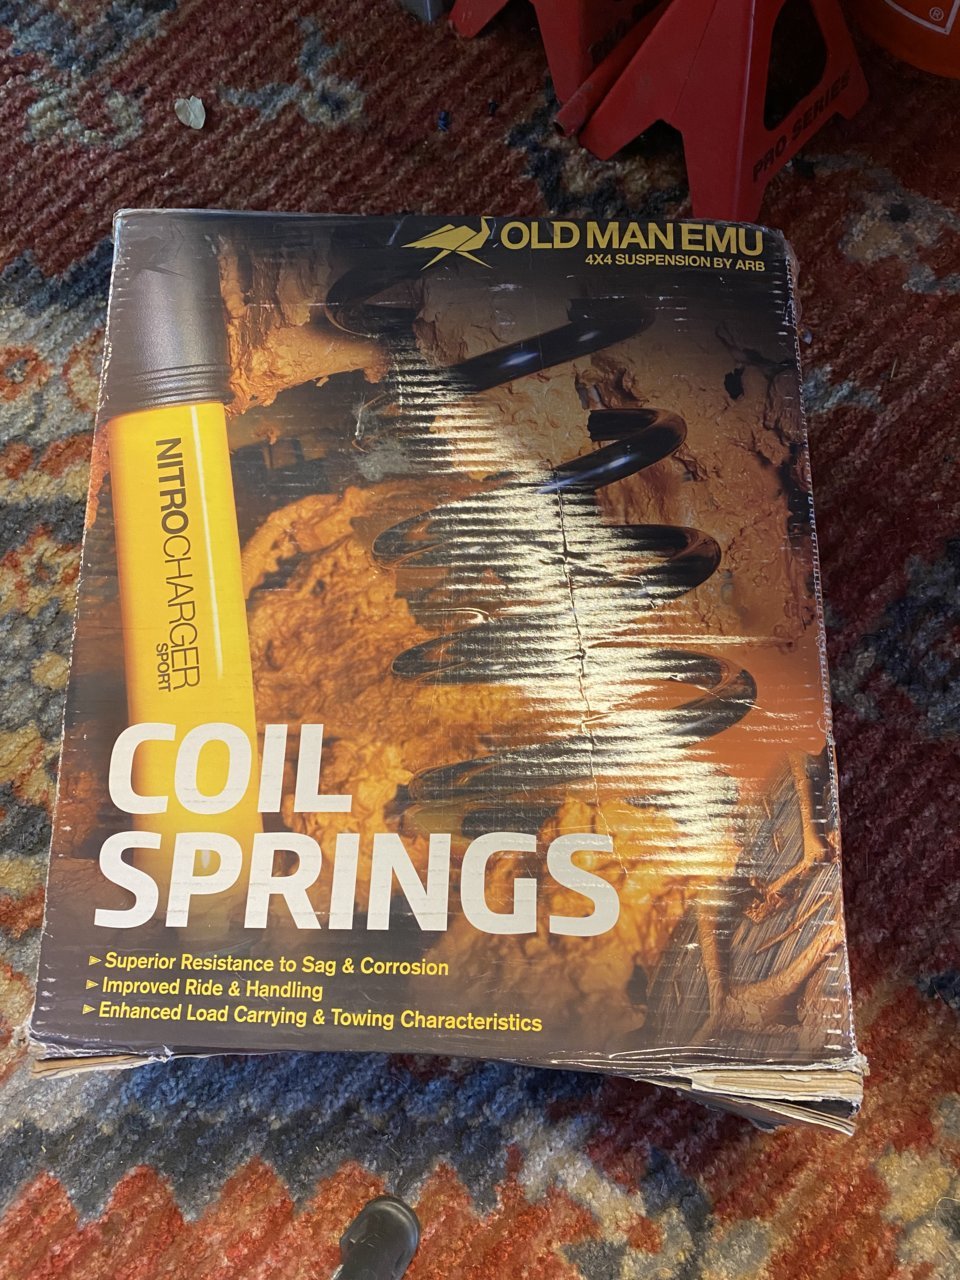 ®
PRO SERIES
OLD MAN EMU
4X4 SUSPENSION BY ARB
NITROCHARGER
SPORT
COIL
SPRINGS
Superior Resistance to Sag & Corrosion
Improved Ride & Handling
Enhanced Load Carrying & Towing Characteristics